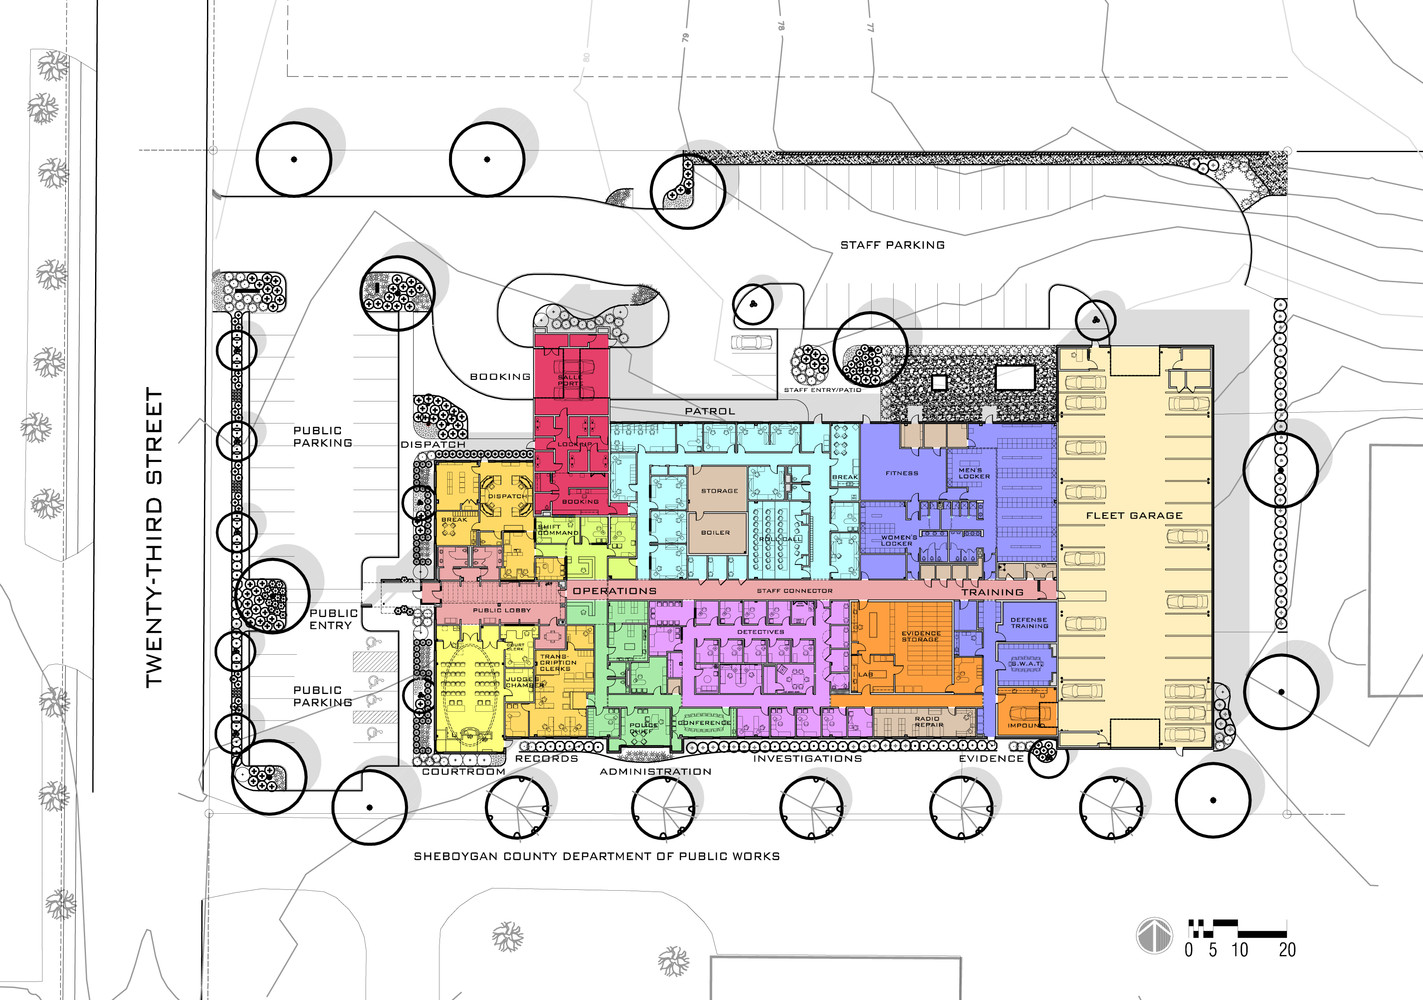 79
78
77
80
STAFF PARKING
BOOKING
SALLY
PORTE
STAFF ENTRY/PATIO
PATROL
PUBLIC
PARKING
DISPATCH
LOCKUP
BREAK
FITNESS
MEN'S
LOCKER
DISPATCH
STORAGE
BOOKING
BREAK
SHIFT
COMMAND
BOILER
ROLL CALL
WOMEN'S
LOCKER
FLEET GARAGE
TWENTY-THIRD STREET
OPERATIONS
STAFF CONNECTOR
TRAINING
PUBLIC LOBBY
PUBLIC
ENTRY
DETECTIVES
EVIDENCE
STORAGE
DEFENSE
TRAINING
COURT
CLERK
TRANS-
CRIPTION
CLERKS
S.W.A.T.
LAB
JUDGE'S
CHAMBER
PUBLIC
PARKING
POLICE
CHIEF
CONFERENCE
RADIO
REPAIR
IMPOUND
COURTROOM
RECORDS
ADMINISTRATION
INVESTIGATIONS
EVIDENCE
SHEBOYGAN COUNTY DEPARTMENT OF PUBLIC WORKS
0 5 10 20